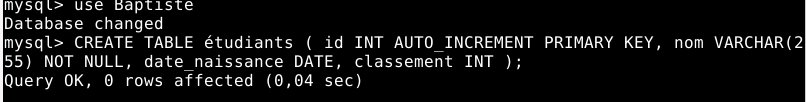 mysql> use Baptiste
Database changed
mysql> CREATE TABLE étudiants ( id INT AUTO_INCREMENT PRIMARY KEY, nom VARCHAR(2
55) NOT NULL, date_naissance DATE, classement INT );
Query OK, 0 rows affected (0,04 sec)